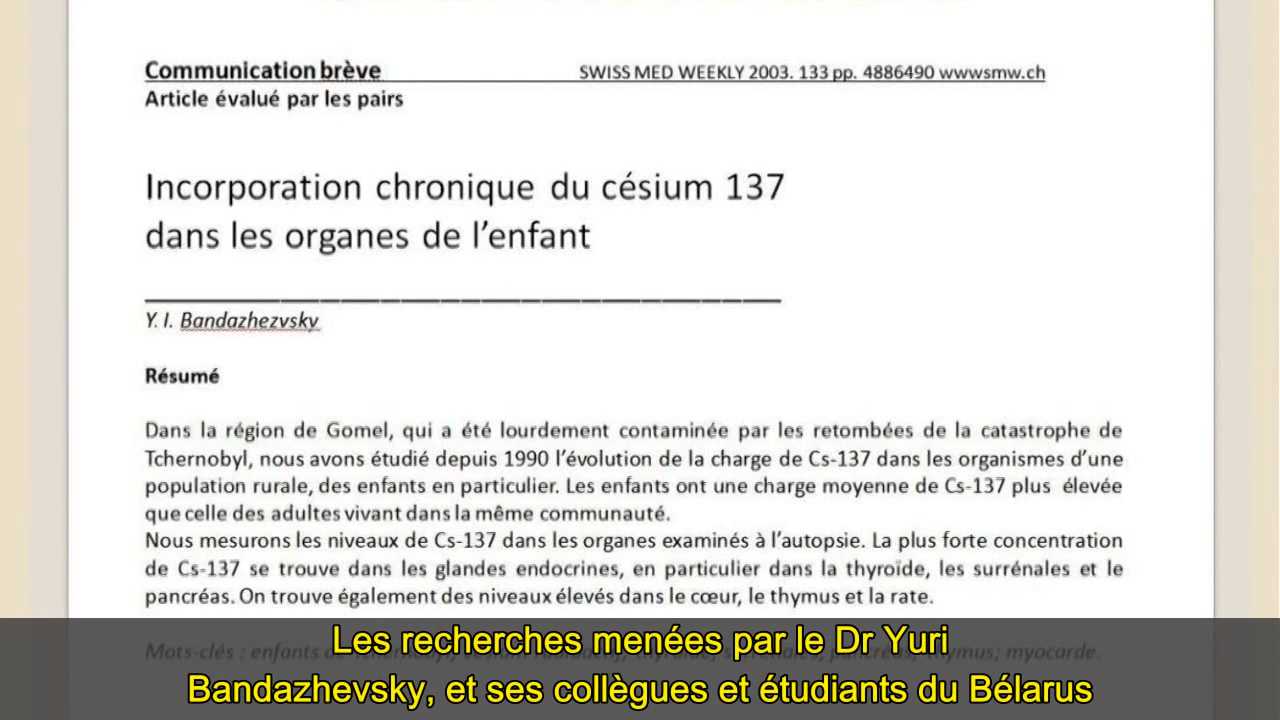 Communication brève SWISS MED WEEKLY 2003. 133 pp. 4886490 wwwsmw.ch
Article évalué par les pairs
Incorporation chronique du césium 137
dans les organes de l'enfant
Y. I. Bandazhezvsky
Résumé
Dans la région de Gomel, qui a été lourdement contaminée par les retombées de la catastrophe de
Tchernobyl, nous avons étudié depuis 1990 l'évolution de la charge de Cs-137 dans les organismes d'une
population rurale, des enfants en particulier. Les enfants ont une charge moyenne de Cs-137 plus élevée
que celle des adultes vivant dans la même communauté.
Nous mesurons les niveaux de Cs-137 dans les organes examinés à l'autopsie. La plus forte concentration
de Cs-137 se trouve dans les glandes endocrines, en particulier dans la thyroïde, les surrénales et le
pancréas. On trouve également des niveaux élevés dans le cœur, le thymus et la rate.
Mots-clés : enfants de thymus; myocarde.
Les recherches menées par le Dr Yuri
Bandazhevsky, et ses collègues et étudiants du Bélarus